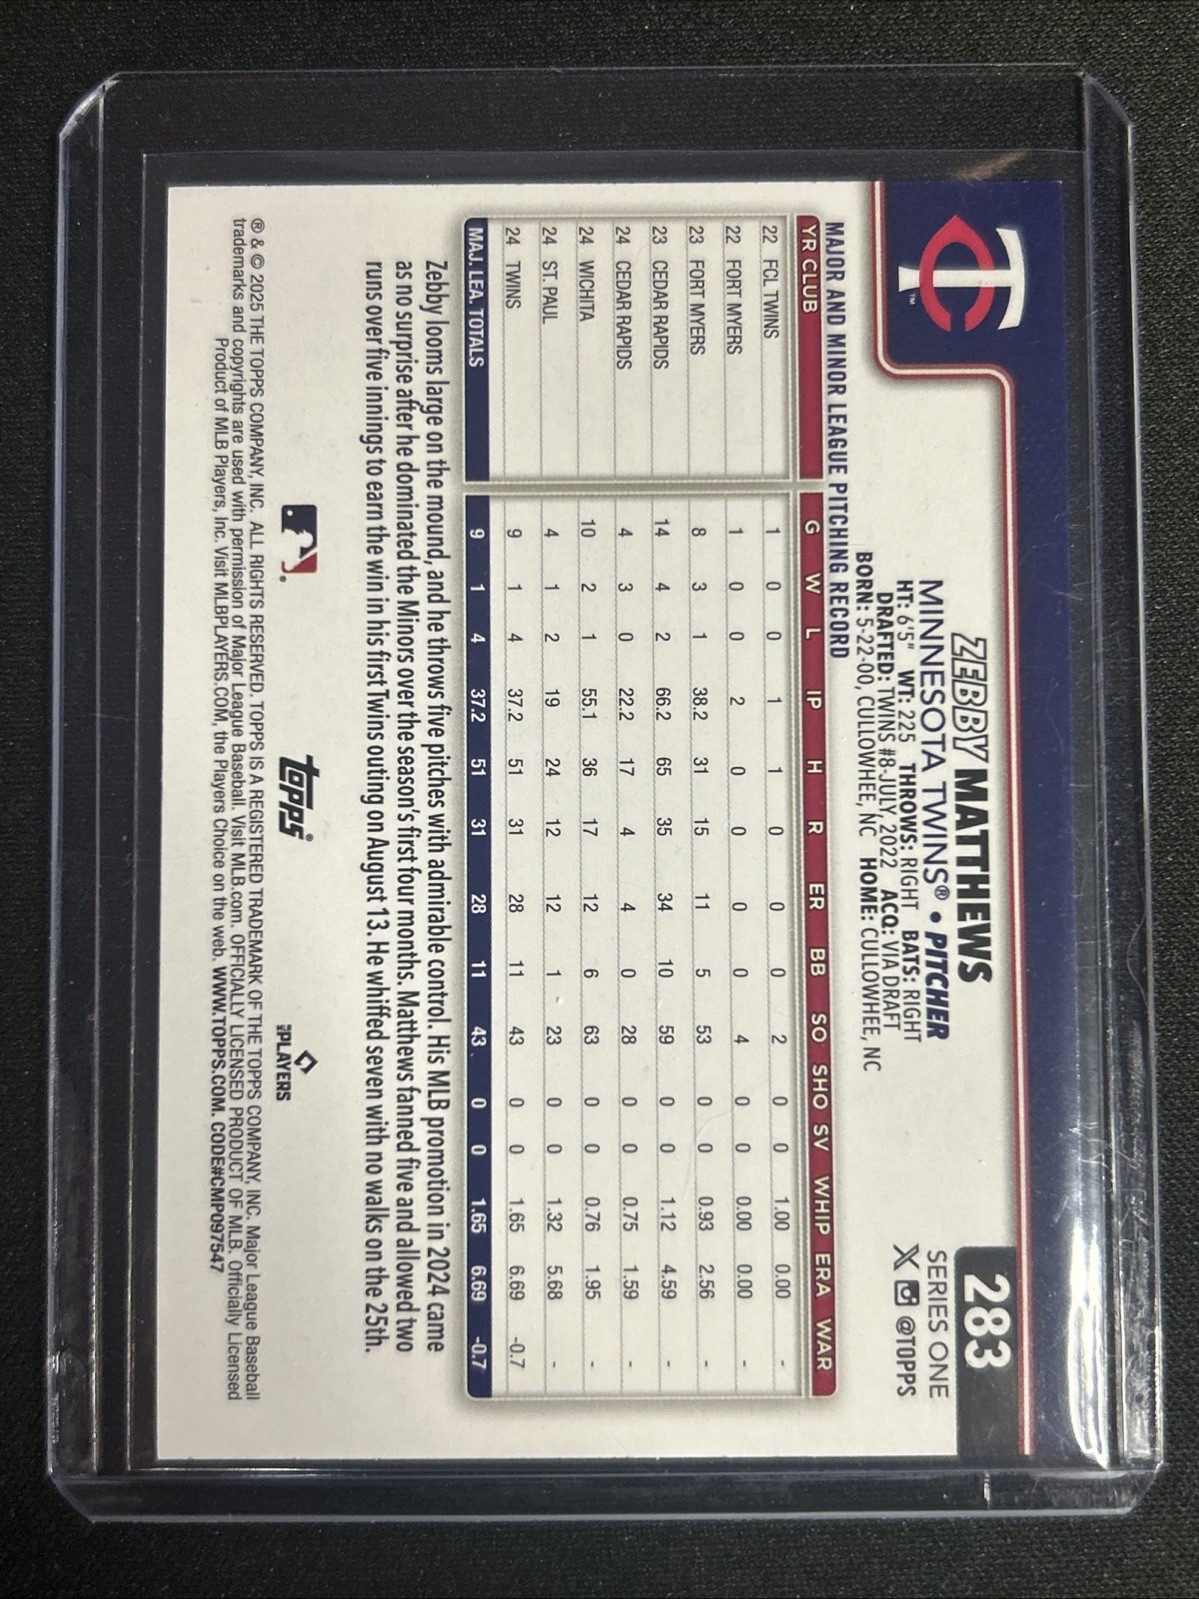 TC™
283
ZEBBY MATTHEWS
MINNESOTA TWINS® • PITCHER
SERIES ONE
HT: 6'5" WT: 225 THROWS: RIGHT BATS: RIGHT
@TOPPS
DRAFTED: TWINS #8-JULY, 2022 ACQ: VIA DRAFT
BORN: 5-22-00, CULLOWHEE, NC HOME: CULLOWHEE, NC
MAJOR AND MINOR LEAGUE PITCHING RECORD
YR CLUB G W L IP H R ER BB SO SHO SV WHIP ERA WAR
22 FCL TWINS 1 0 0 1 1 0 0 0 2 0 0 1.00 0.00 -
22 FORT MYERS 1 0 0 2 0 0 0 0 4 0 0 0.00 0.00 -
23 FORT MYERS 8 3 1 38.2 31 15 11 5 53 0 0 0.93 2.56 -
23 CEDAR RAPIDS 14 4 2 66.2 65 35 34 10 59 0 0 1.12 4.59 -
24 CEDAR RAPIDS 4 3 0 22.2 17 4 4 0 28 0 0 0.75 1.59 -
24 WICHITA 10 2 1 55.1 36 17 12 6 63 0 0 0.76 1.95 -
24 ST. PAUL 4 1 2 19 24 12 12 1 23 0 0 1.32 5.68 -
24 TWINS 9 1 4 37.2 51 31 28 11 43 0 0 1.65 6.69 -0.7
MAJ. LEA. TOTALS 9 1 4 37.2 51 31 28 11 43 0 0 1.65 6.69 -0.7
Zebby looms large on the mound, and he throws five pitches with admirable control. His MLB promotion in 2024 came
as no surprise after he dominated the Minors over the season's first four months. Matthews fanned five and allowed two
runs over five innings to earn the win in his first Twins outing on August 13. He whiffed seven with no walks on the 25th.
topps®
MLB PLAYERS
® & © 2025 THE TOPPS COMPANY, INC. ALL RIGHTS RESERVED. TOPPS IS A REGISTERED TRADEMARK OF THE TOPPS COMPANY, INC. Major League Baseball
trademarks and copyrights are used with permission of Major League Baseball. Visit MLB.com. OFFICIALLY LICENSED PRODUCT OF MLB. Officially Licensed
Product of MLB Players, Inc. Visit MLBPLAYERS.COM, the Players Choice on the web. WWW.TOPPS.COM. CODE#CMP097547